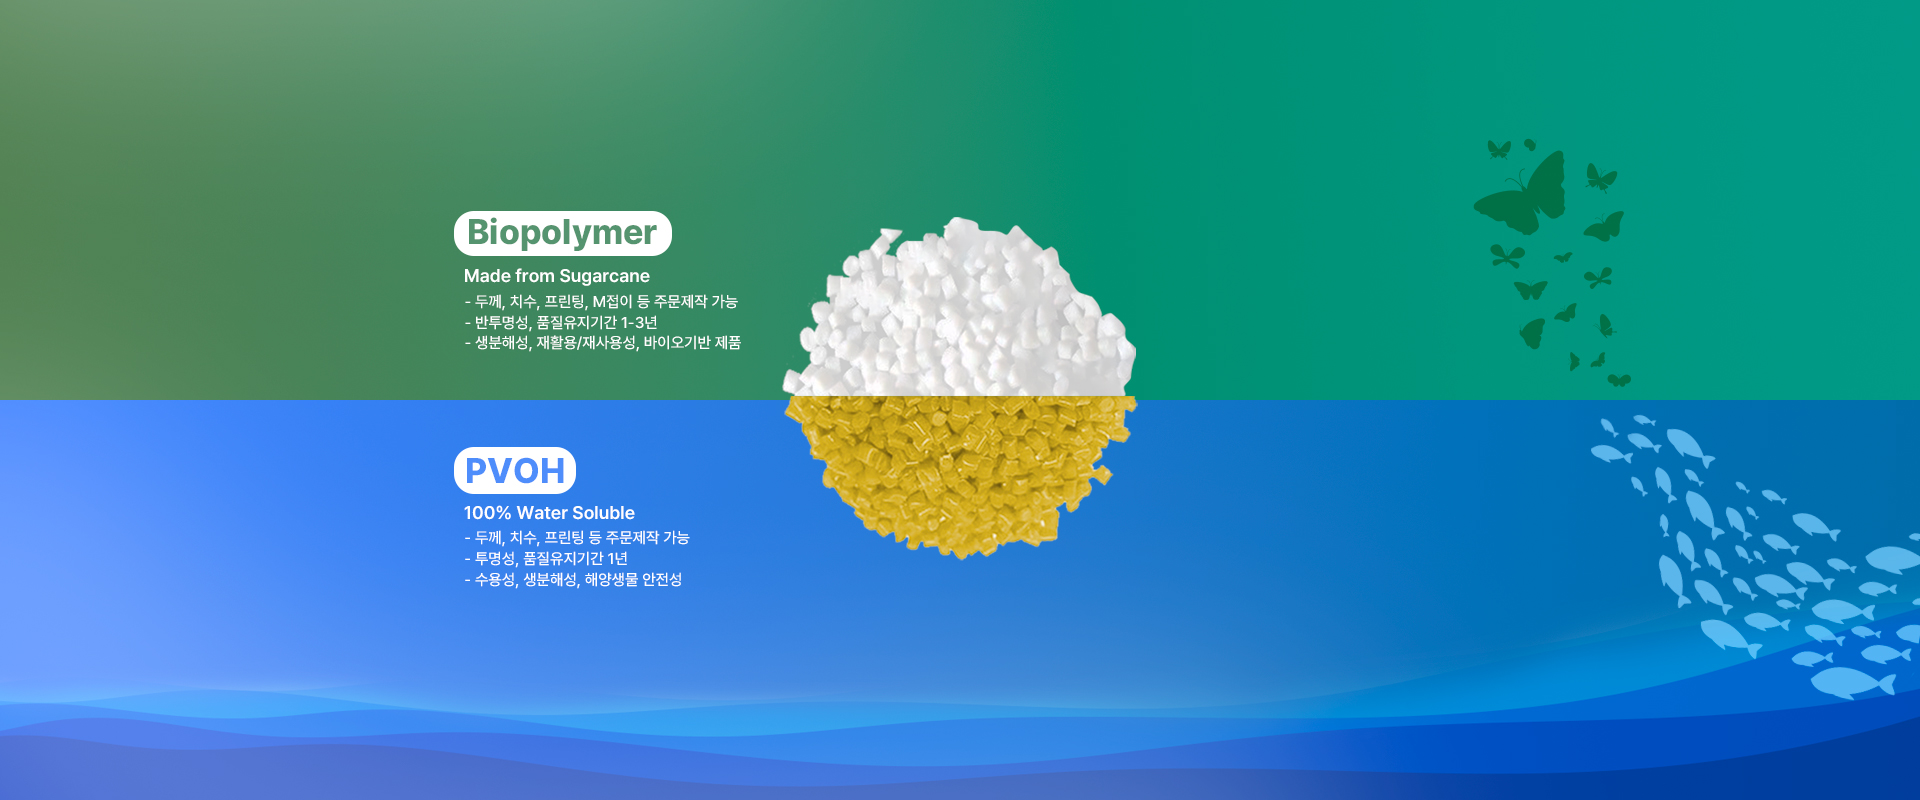 Biopolymer
Made from Sugarcane
- 두께, 치수, 프린팅, M접이 등 주문제작 가능
- 반투명성, 품질유지기간 1-3년
- 생분해성, 재활용/재사용성, 바이오기반 제품
PVOH
100% Water Soluble
- 두께, 치수, 프린팅 등 주문제작 가능
- 투명성, 품질유지기간 1년
- 수용성, 생분해성, 해양생물 안전성